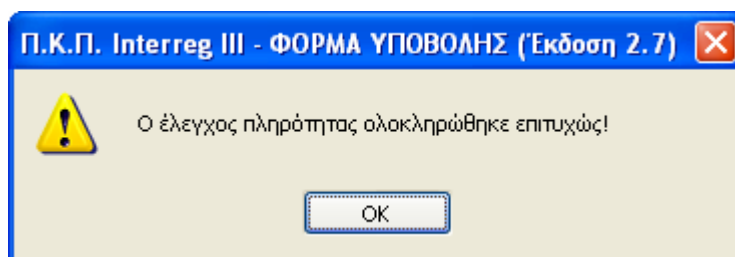 Π.Κ.Π. Interreg III - ΦΟΡΜΑ ΥΠΟΒΟΛΗΣ (Έκδοση 2.7)
Ο έλεγχος πληρότητας ολοκληρώθηκε επιτυχώς!
OK